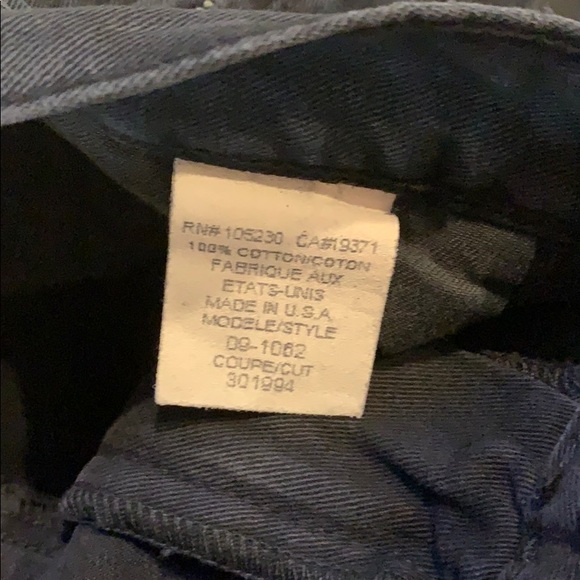 RN# 105230 CA#19371
100% COTTON/COTON
FABRIQUE AUX
ETATS-UNIS
MADE IN U.S.A.
MODELE/STYLE
D9-1062
COUPE/CUT
301994